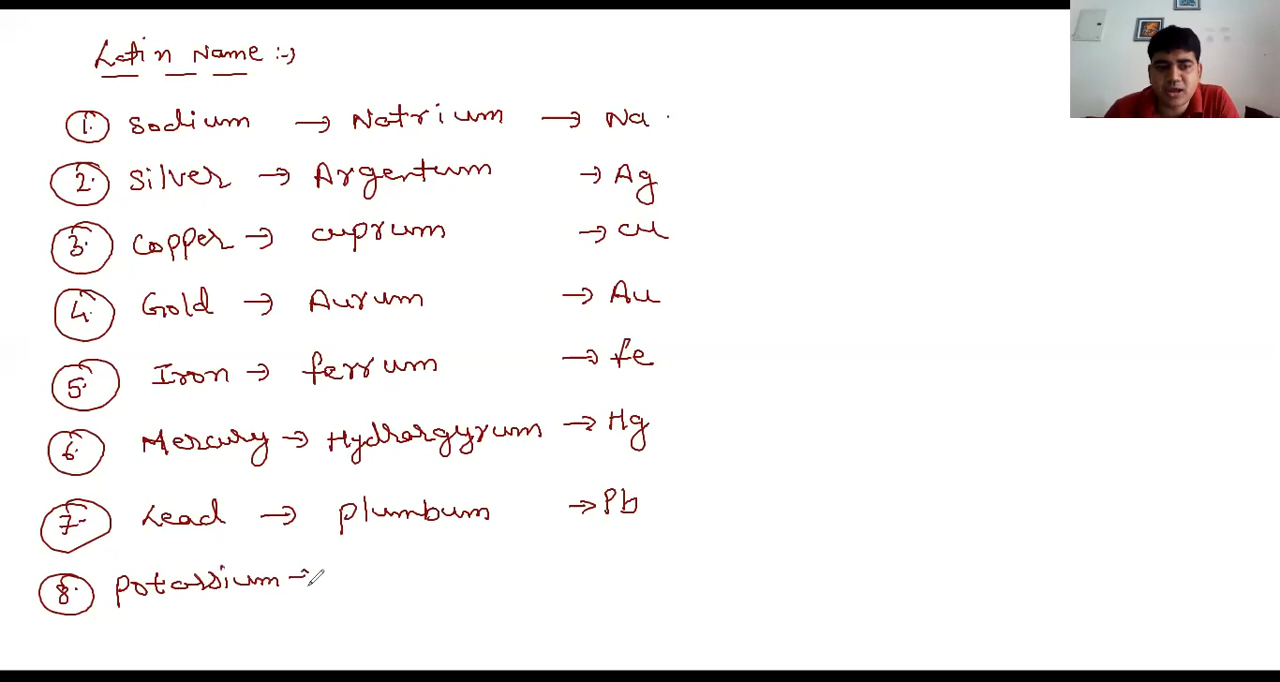 Latin Name :-)
1. Sodium → Natrium → Na.
2. Silver → Argentum → Ag
3. Copper → cuprum → cu
4. Gold → Aurum → Au
5. Iron → ferrum → fe
6. Mercury → Hydrargyrum → Hg
7. Lead → plumbum → Pb
8. potassium →